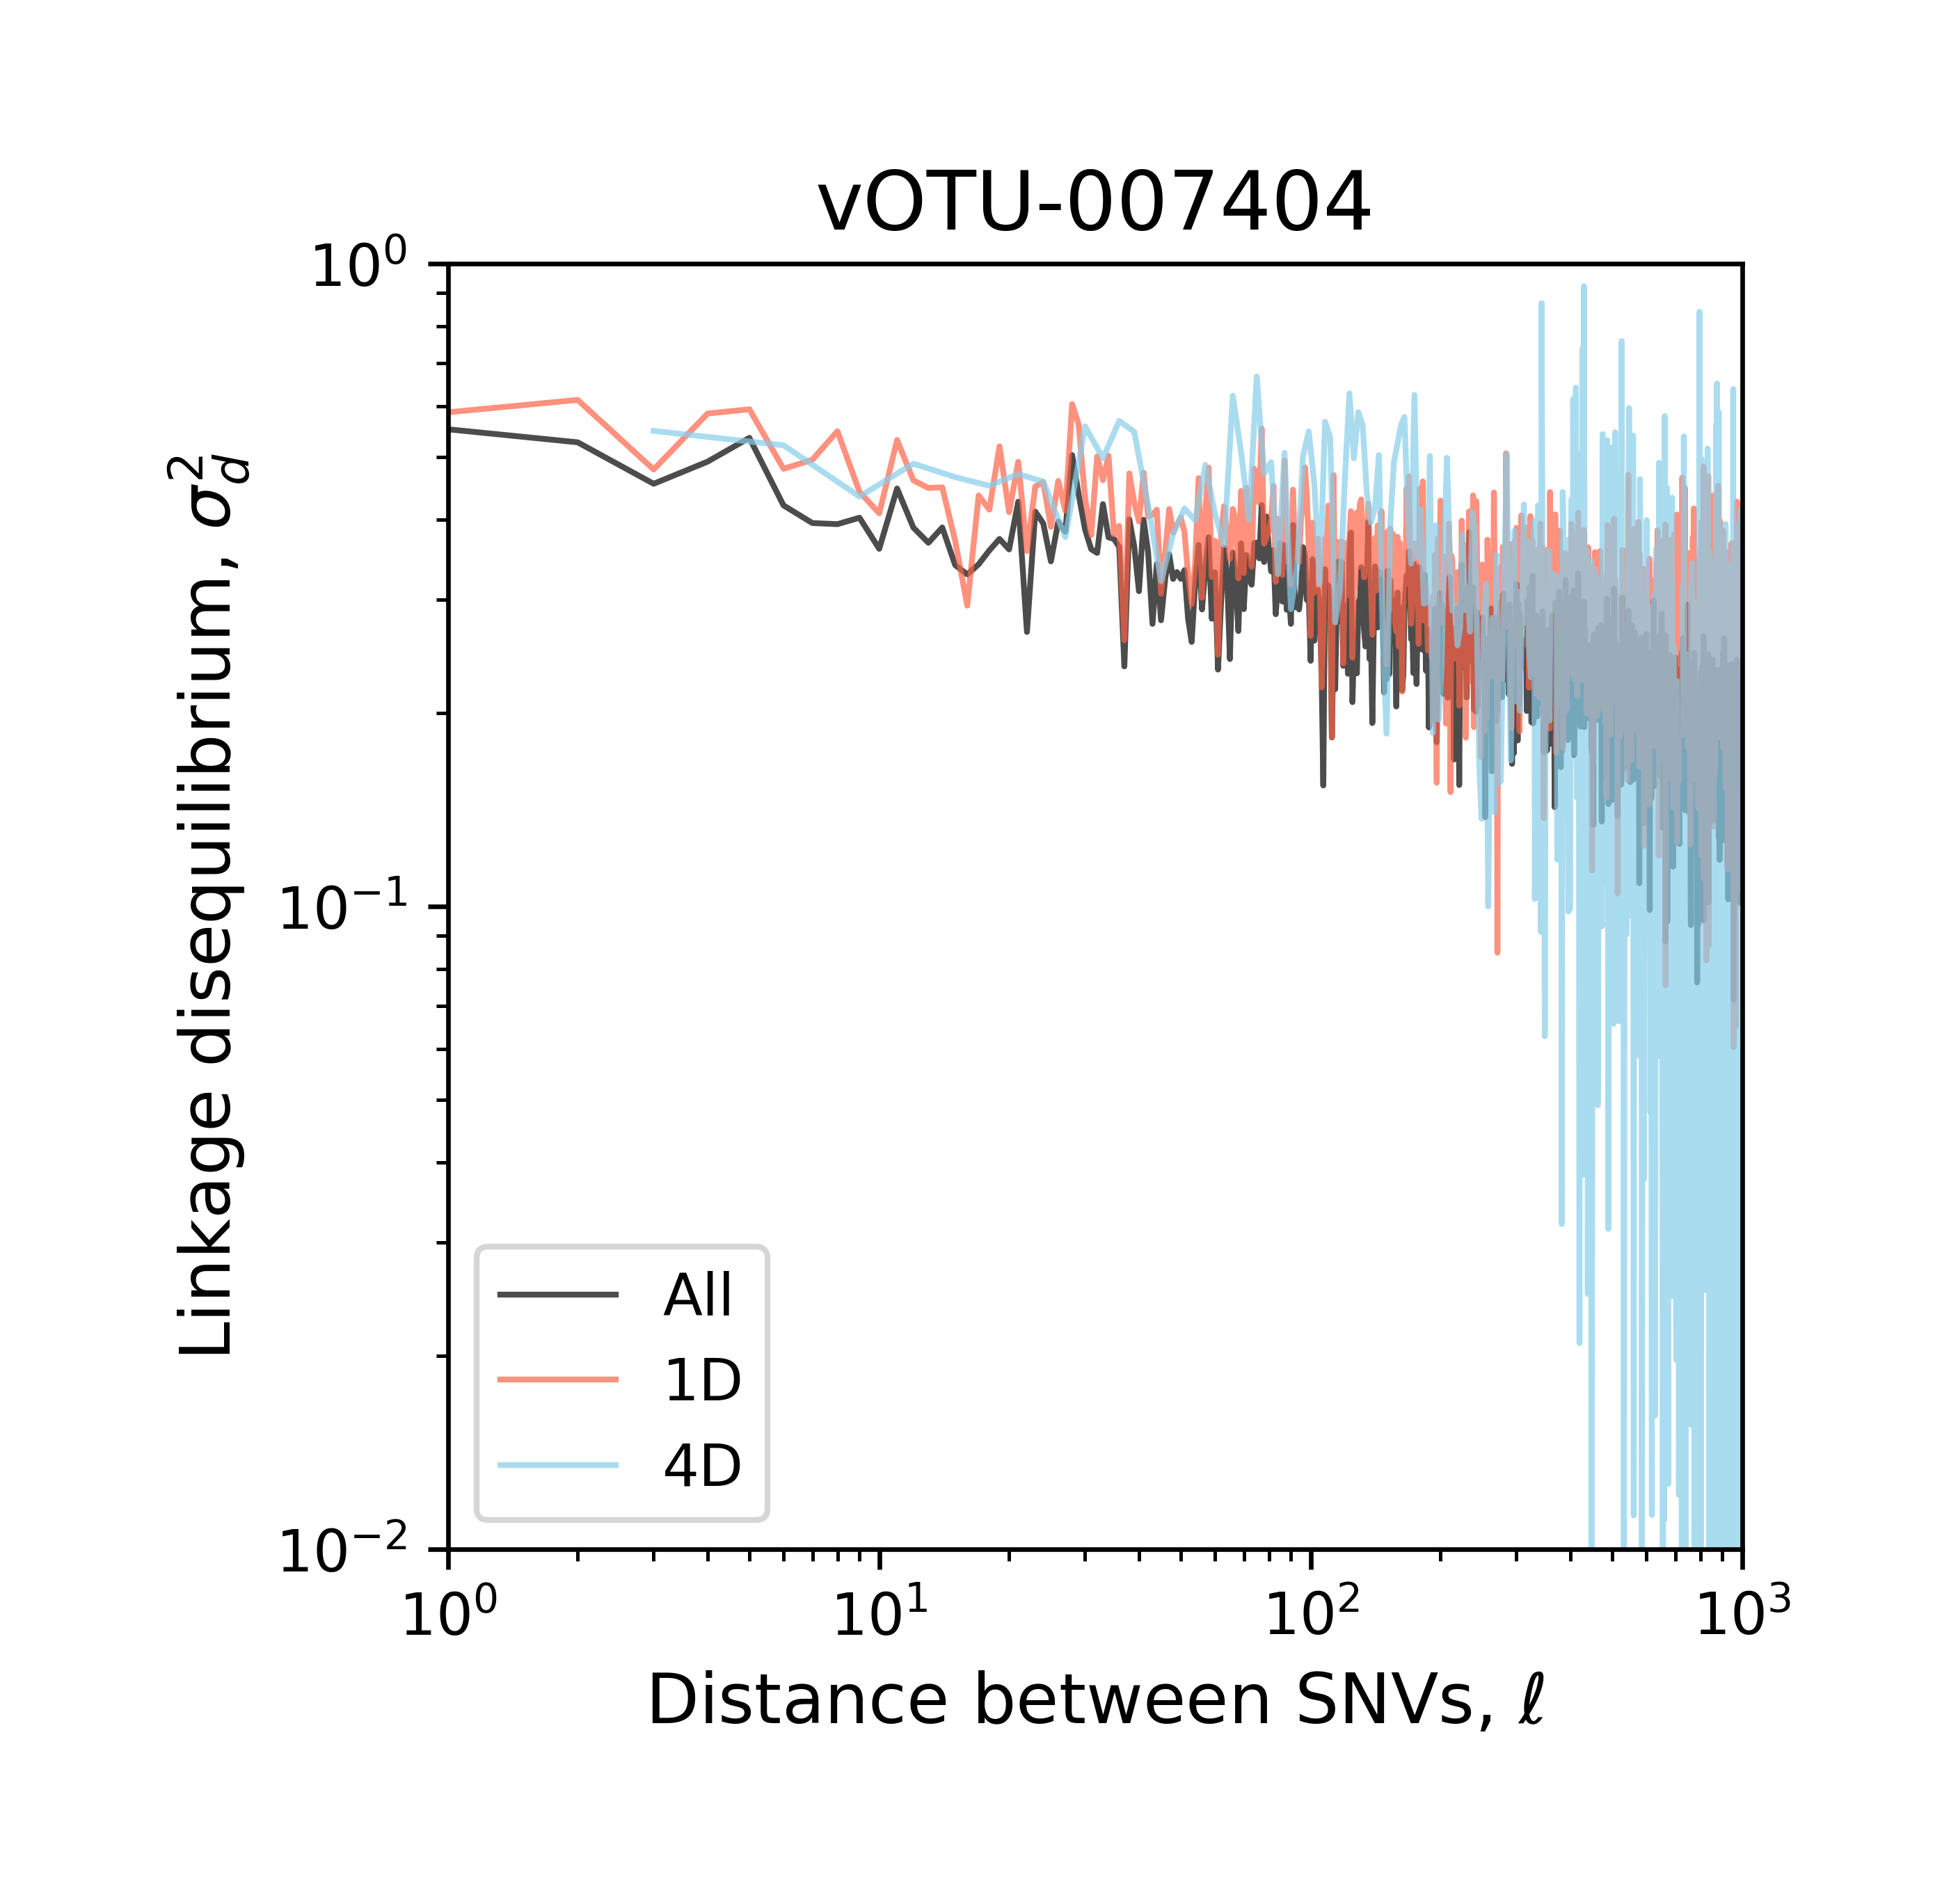 vOTU-007404
10⁰
10⁻¹
10⁻²
Linkage disequilibrium, σ²_d
All
1D
4D
10⁰ 10¹ 10² 10³
Distance between SNVs, ℓ